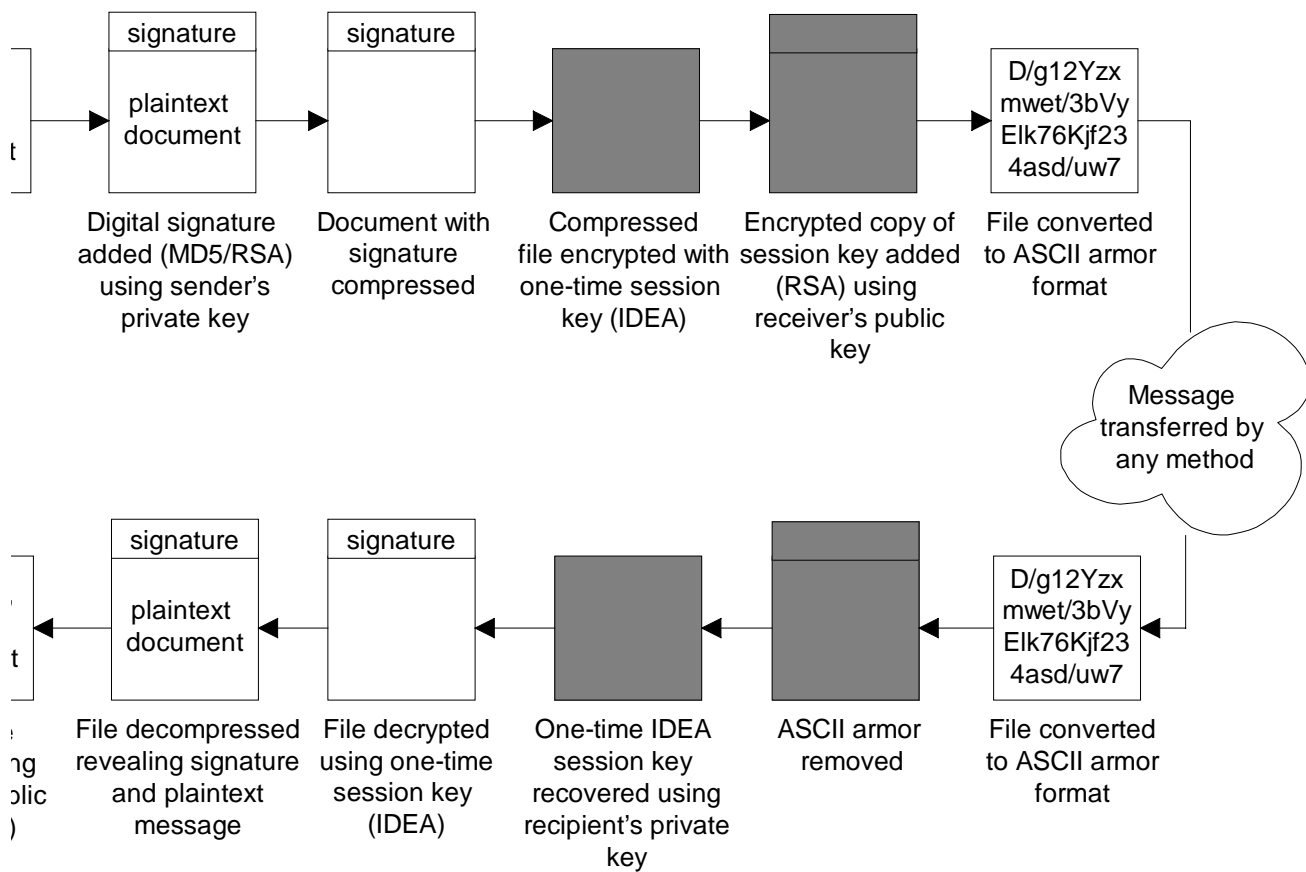 signature
signature
t
plaintext
document
D/g12Yzx
mwet/3bVy
Elk76Kjf23
4asd/uw7
Digital signature
added (MD5/RSA)
using sender's
private key
Document with
signature
compressed
Compressed
file encrypted with
one-time session
key (IDEA)
Encrypted copy of
session key added
(RSA) using
receiver's public
key
File converted
to ASCII armor
format
Message
transferred by
any method
signature
signature
t
plaintext
document
D/g12Yzx
mwet/3bVy
Elk76Kjf23
4asd/uw7
ng
olic
)
File decompressed
revealing signature
and plaintext
message
File decrypted
using one-time
session key
(IDEA)
One-time IDEA
session key
recovered using
recipient's private
key
ASCII armor
removed
File converted
to ASCII armor
format